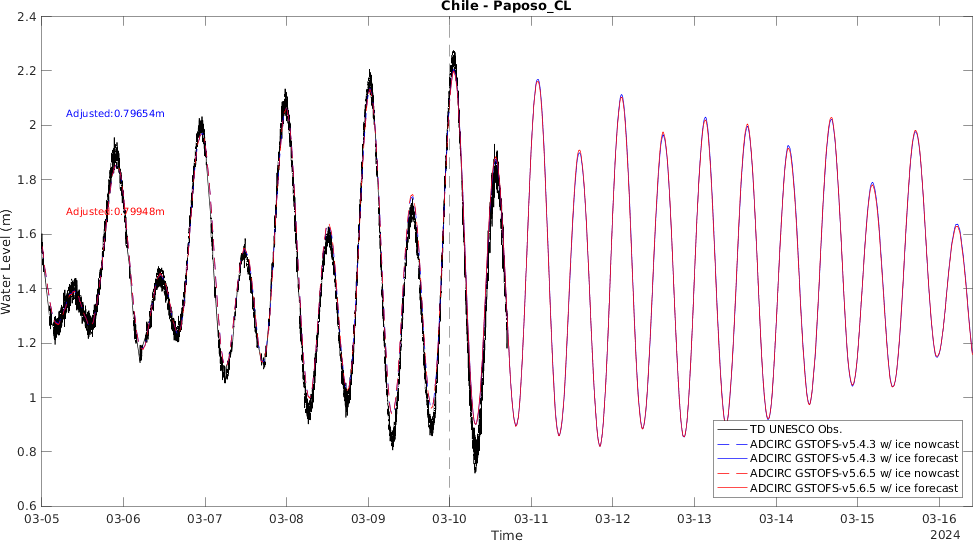 Chile - Paposo_CL
2.4
2.2
2
1.8
1.6
1.4
1.2
1
0.8
0.6
Water Level (m)
Adjusted:0.79654m
Adjusted:0.79948m
TD UNESCO Obs.
ADCIRC GSTOFS-v5.4.3 w/ ice nowcast
ADCIRC GSTOFS-v5.4.3 w/ ice forecast
ADCIRC GSTOFS-v5.6.5 w/ ice nowcast
ADCIRC GSTOFS-v5.6.5 w/ ice forecast
03-05 03-06 03-07 03-08 03-09 03-10 03-11 03-12 03-13 03-14 03-15 03-16
Time
2024